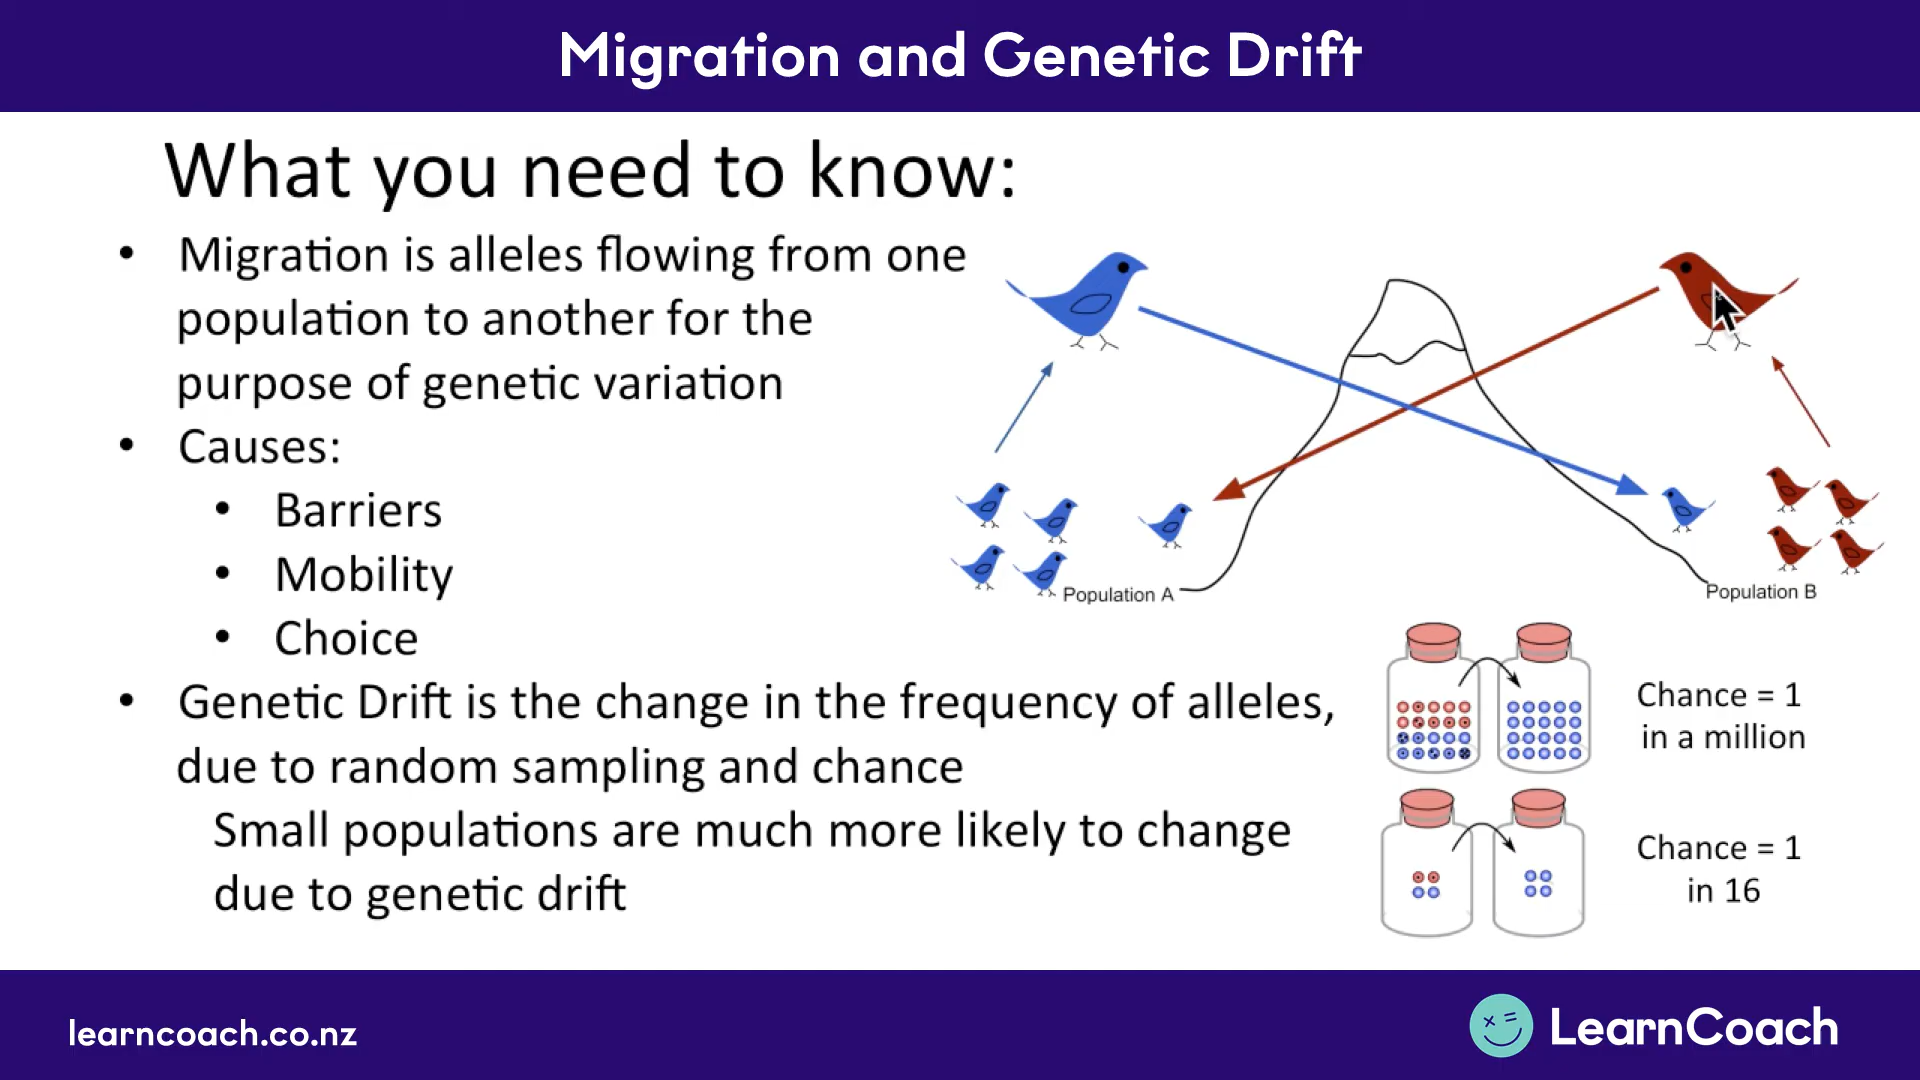 Migration and Genetic Drift
What you need to know:
• Migration is alleles flowing from one
population to another for the
purpose of genetic variation
• Causes:
• Barriers
• Mobility
• Choice
• Genetic Drift is the change in the frequency of alleles,
due to random sampling and chance
Small populations are much more likely to change
due to genetic drift
Population A
Population B
Chance = 1
in a million
Chance = 1
in 16
learncoach.co.nz
LearnCoach